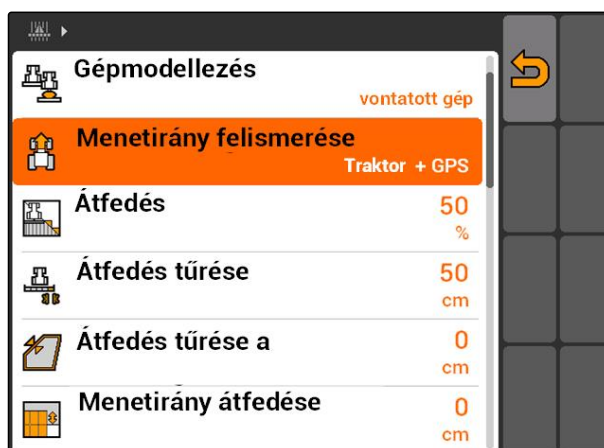 Gépmodellezés
vontatott gép
Menetirány felismerése
Traktor + GPS
Átfedés
50
%
Átfedés tűrése
50
cm
Átfedés tűrése a
0
cm
Menetirány átfedése
0
cm